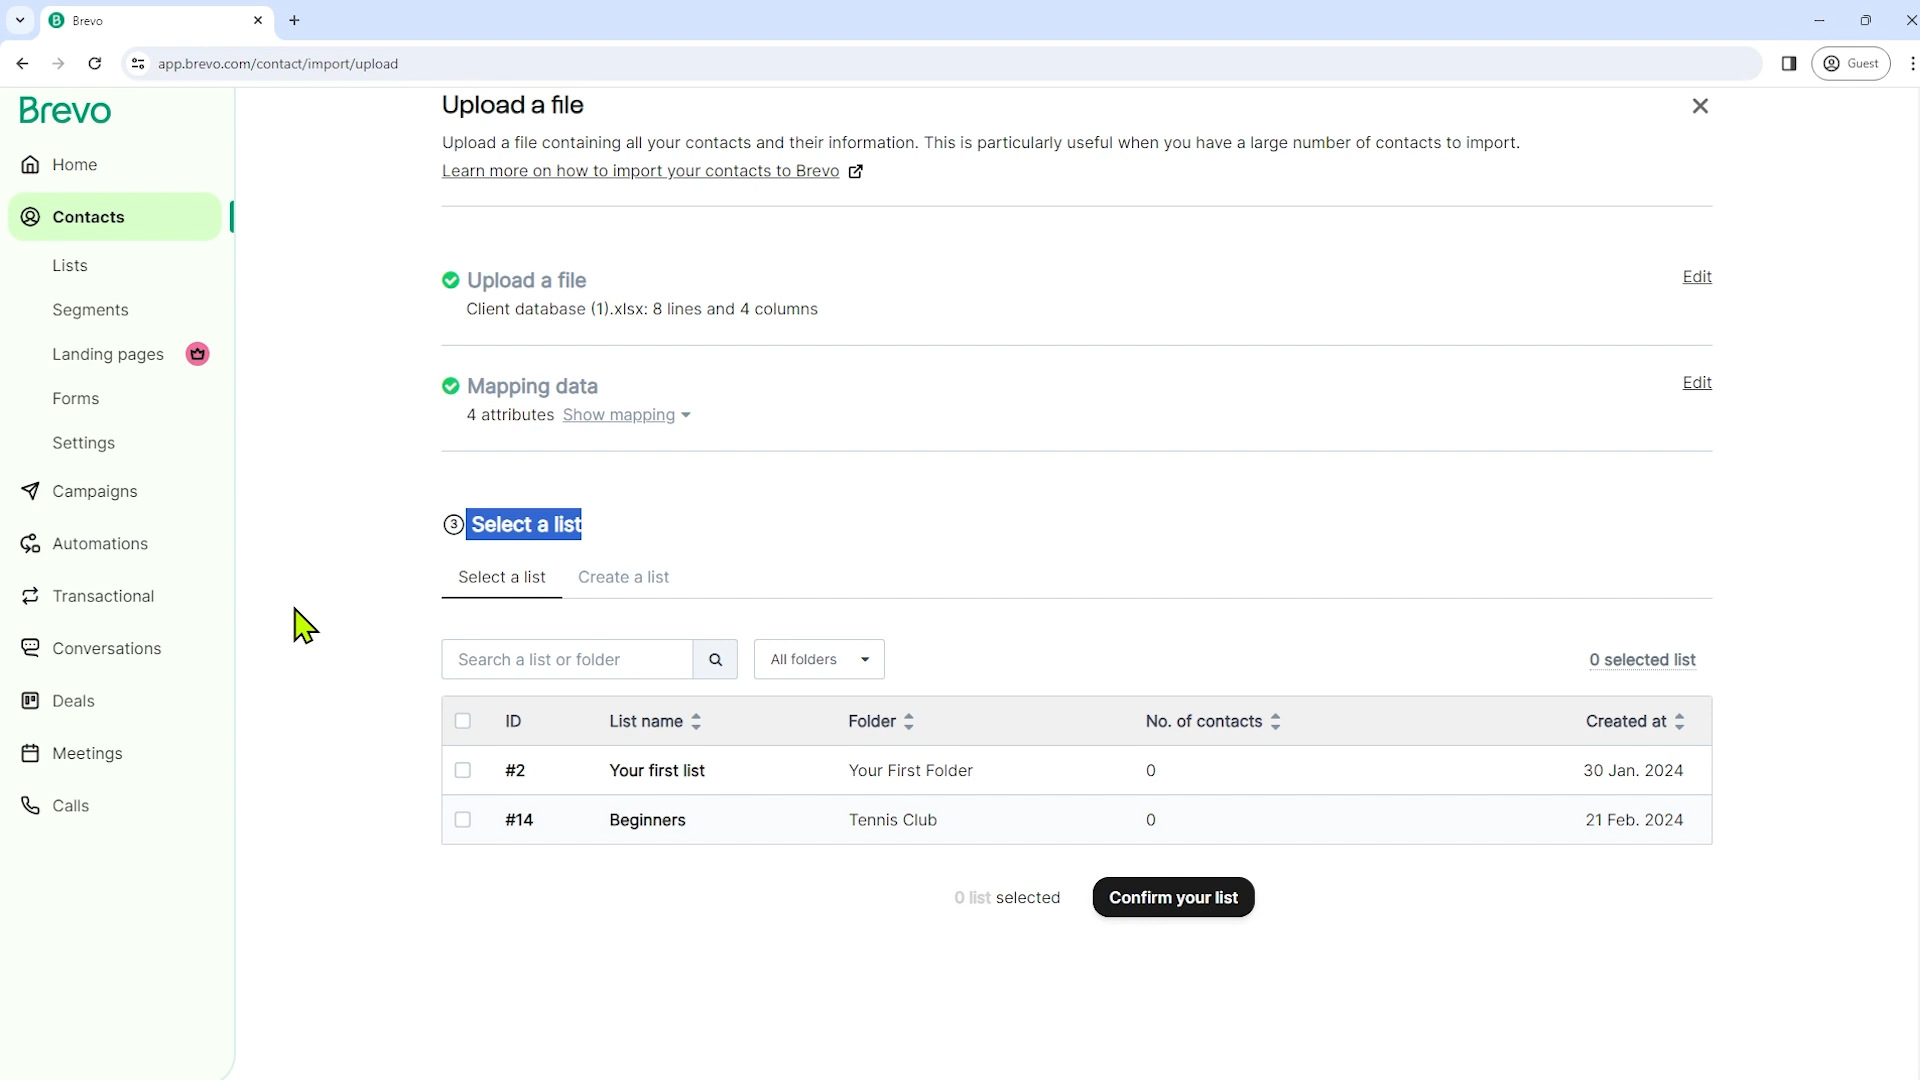 Brevo
app.brevo.com/contact/import/upload
Guest
Brevo
Home
Contacts
Lists
Segments
Landing pages
Forms
Settings
Campaigns
Automations
Transactional
Conversations
Deals
Meetings
Calls
Upload a file
Upload a file containing all your contacts and their information. This is particularly useful when you have a large number of contacts to import.
Learn more on how to import your contacts to Brevo
Upload a file
Edit
Client database (1).xlsx: 8 lines and 4 columns
Mapping data
Edit
4 attributes Show mapping
3 Select a list
Select a list Create a list
Search a list or folder All folders 0 selected list
ID List name Folder No. of contacts Created at
#2 Your first list Your First Folder 0 30 Jan. 2024
#14 Beginners Tennis Club 0 21 Feb. 2024
0 list selected Confirm your list